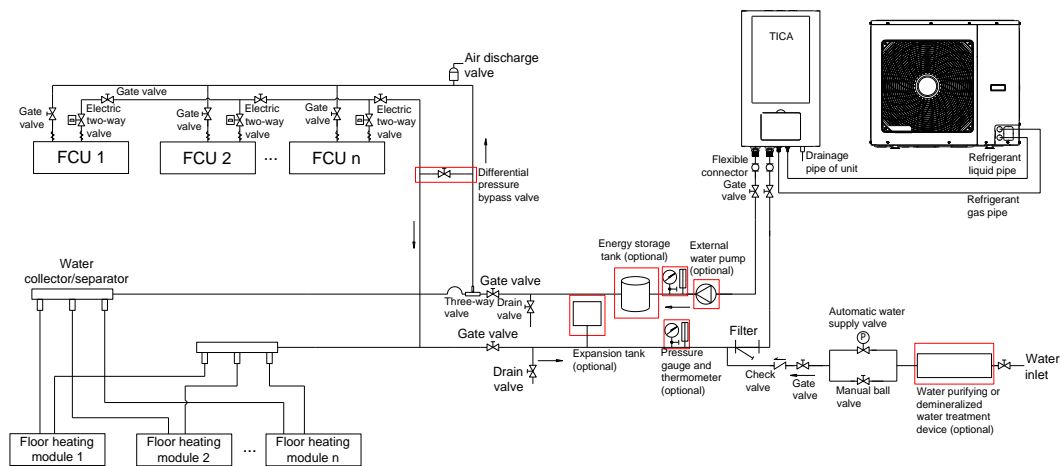 TICA
Air discharge
valve
Gate valve
Gate
valve
Electric
two-way
valve
Gate
valve
Electric
two-way
valve
Gate
valve
Electric
two-way
valve
FCU 1
FCU 2
...
FCU n
Differential
pressure
bypass valve
Flexible
connector
Gate
valve
Drainage
pipe of unit
Refrigerant
liquid pipe
Refrigerant
gas pipe
Water
collector/separator
Energy storage
tank (optional)
External
water pump
(optional)
Gate valve
Three-way
valve
Drain
valve
Gate valve
Drain
valve
Expansion tank
(optional)
Pressure
gauge and
thermometer
(optional)
Filter
Automatic water
supply valve
P
Check
valve
Gate
valve
Manual ball
valve
Water purifying or
demineralized
water treatment
device (optional)
Water
inlet
Floor heating
module 1
Floor heating
module 2
...
Floor heating
module n